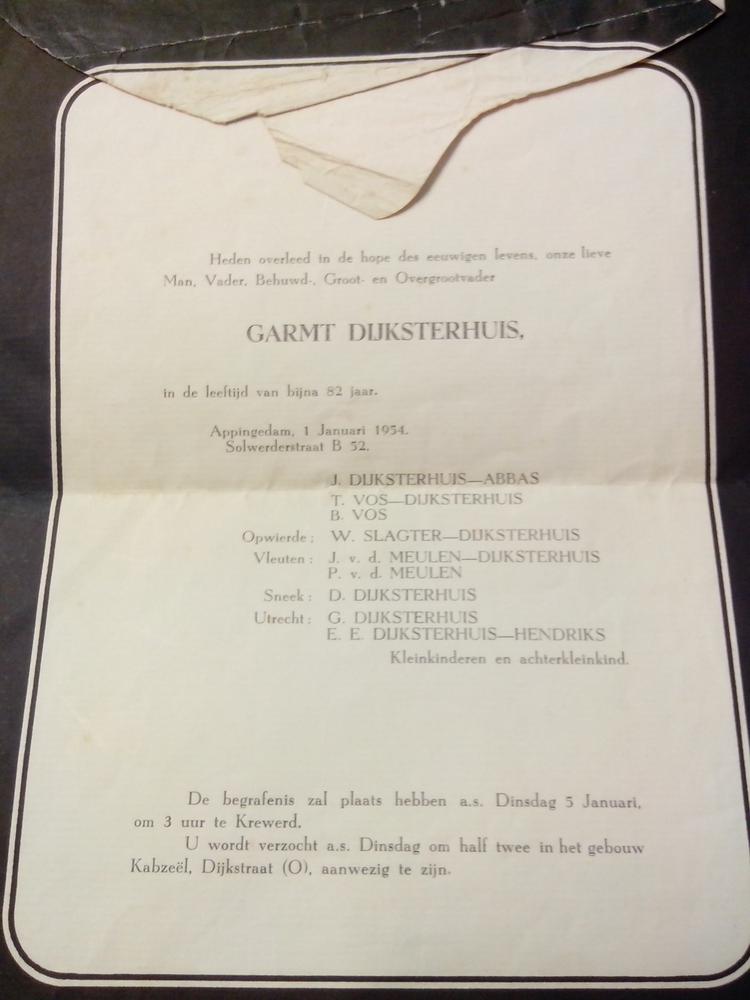 Heden overleed in de hope des eeuwigen levens, onze lieve
Man, Vader, Behuwd-, Groot- en Overgrootvader
GARMT DIJKSTERHUIS,
in de leeftijd van bijna 82 jaar.
Appingedam, 1 Januari 1954.
Solwerderstraat B 52.
J. DIJKSTERHUIS—ABBAS
T. VOS—DIJKSTERHUIS
B. VOS
Opwierde: W. SLAGTER—DIJKSTERHUIS
Vleuten: J. v. d. MEULEN—DIJKSTERHUIS
P. v. d. MEULEN
Sneek: D. DIJKSTERHUIS
Utrecht: G. DIJKSTERHUIS
E. E. DIJKSTERHUIS—HENDRIKS
Kleinkinderen en achterkleinkind.
De begrafenis zal plaats hebben a.s. Dinsdag 5 Januari,
om 3 uur te Krewerd.
U wordt verzocht a.s. Dinsdag om half twee in het gebouw
Kabzeël, Dijkstraat (O), aanwezig te zijn.